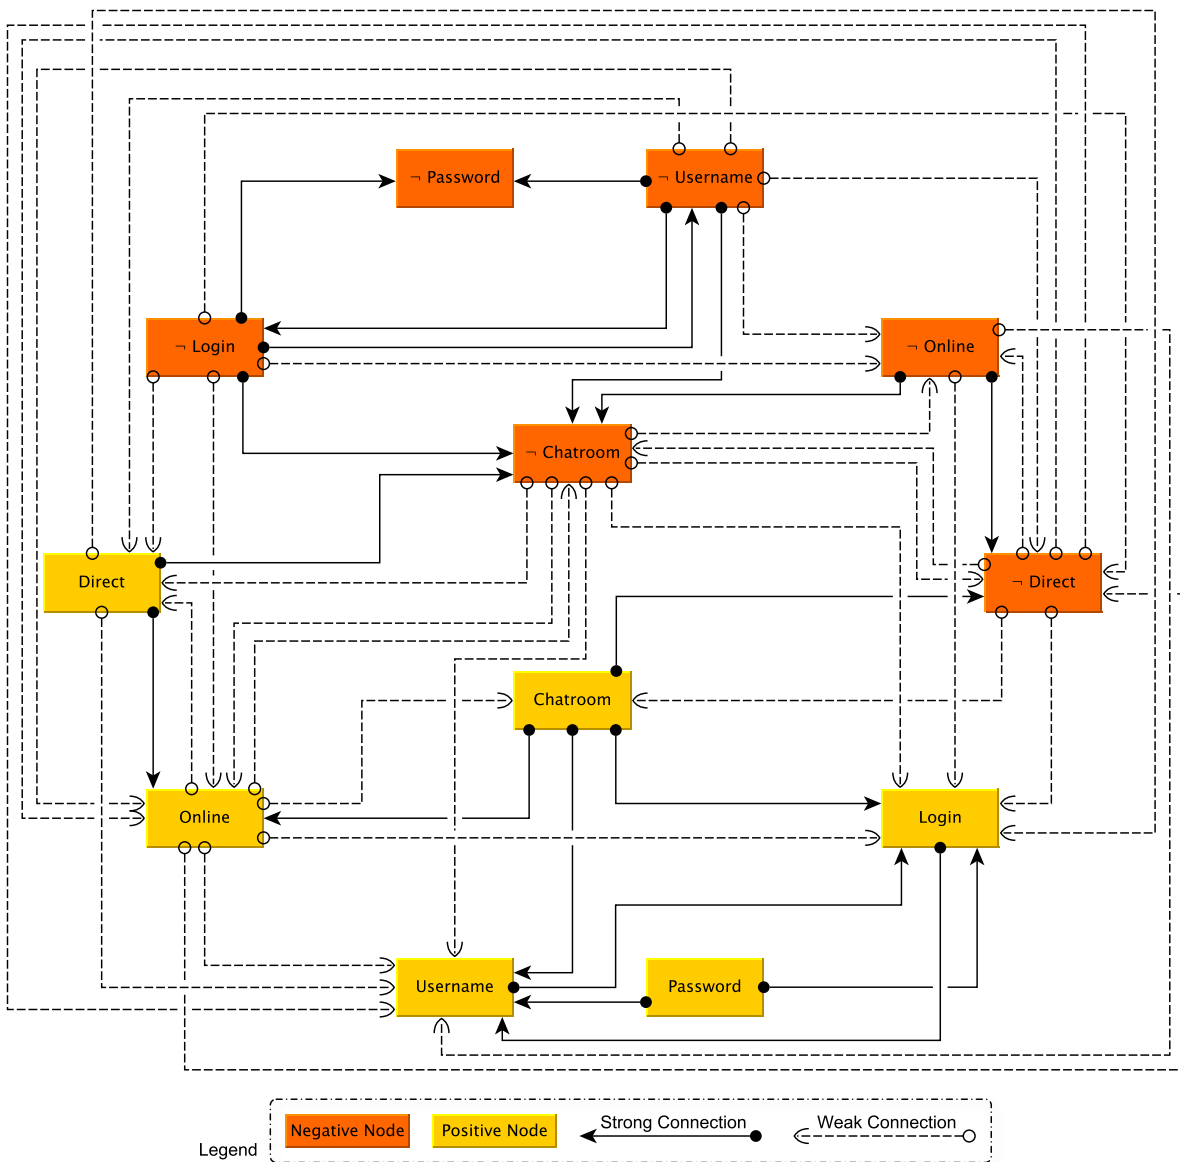 ¬ Password
¬ Username
¬ Login
¬ Online
¬ Chatroom
Direct
¬ Direct
Chatroom
Online
Login
Username
Password
Legend
Negative Node
Positive Node
Strong Connection
Weak Connection